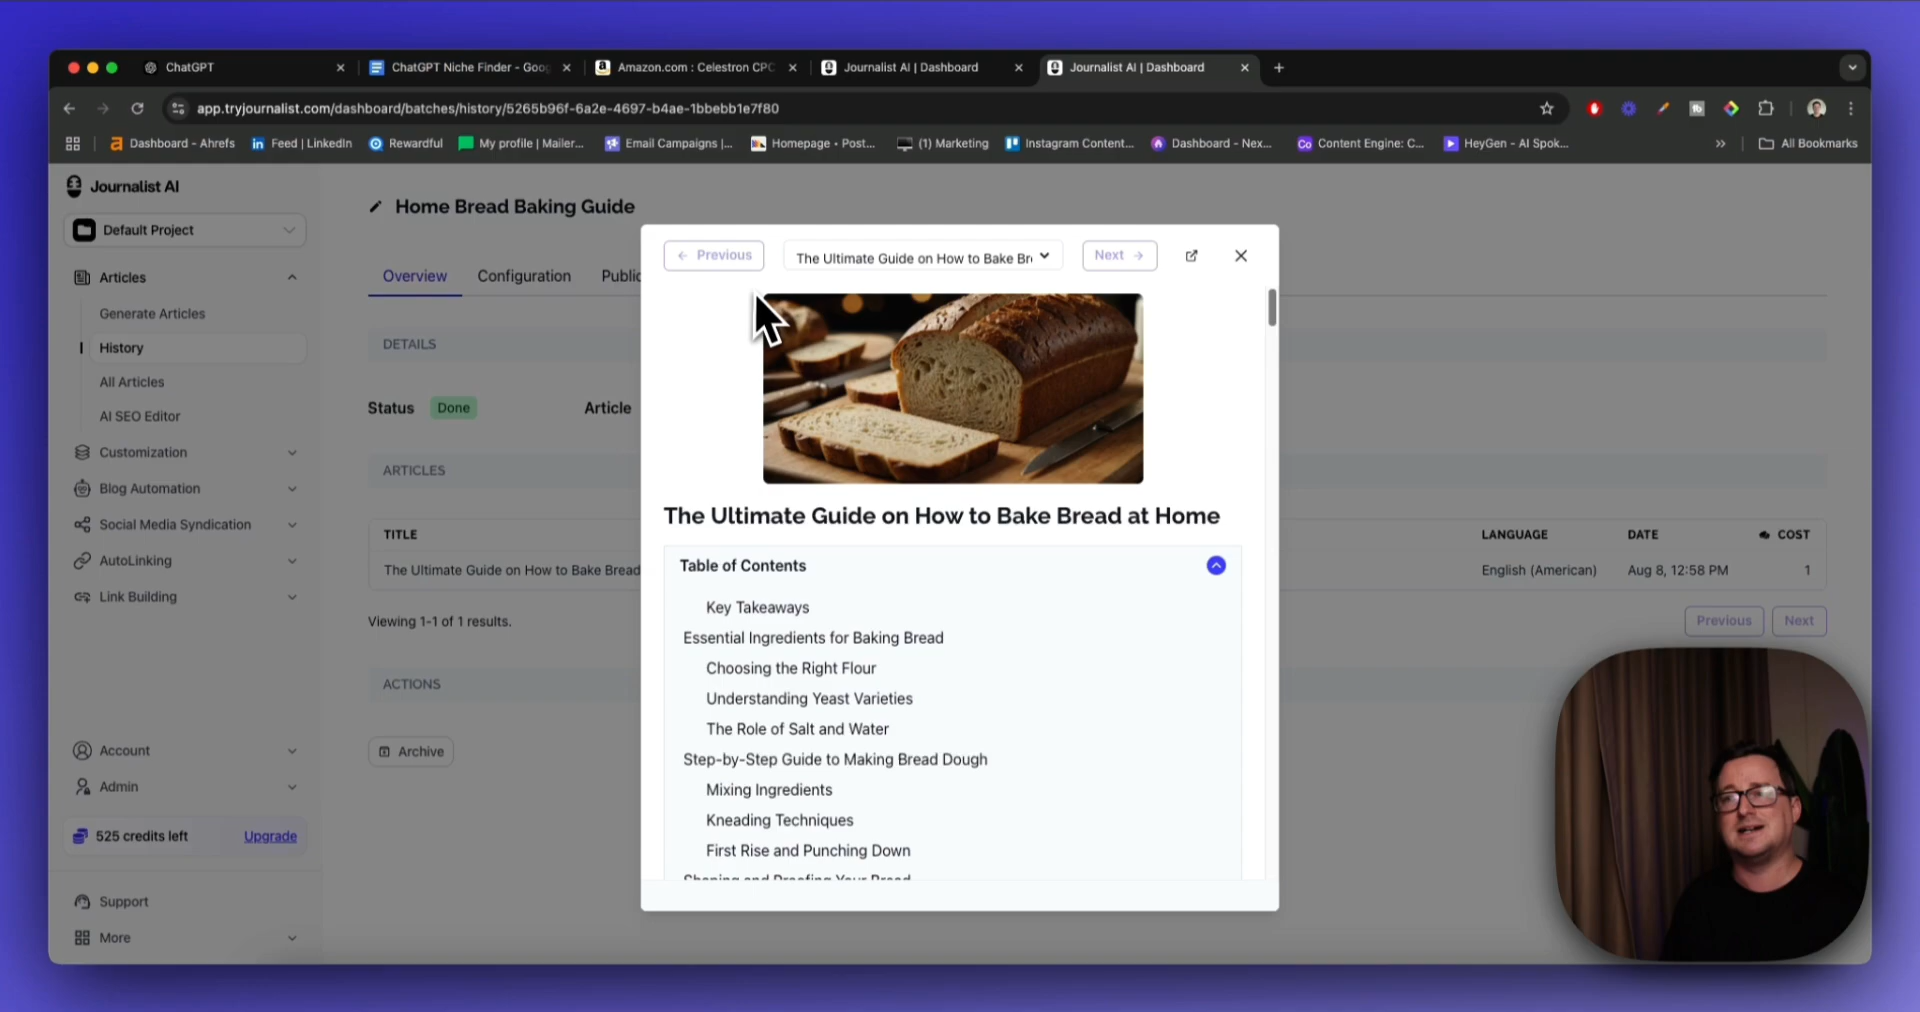 ChatGPT
ChatGPT Niche Finder - Goog
Amazon.com : Celestron CPC
Journalist AI | Dashboard
Journalist AI | Dashboard
app.tryjournalist.com/dashboard/batches/history/5265b96f-6a2e-4697-b4ae-1bbebb1e7f80
Dashboard - Ahrefs
Feed | LinkedIn
Rewardful
My profile | Mailer...
Email Campaigns |...
Homepage • Post...
(1) Marketing
Instagram Content...
Dashboard - Nex...
Content Engine: C...
HeyGen - AI Spok...
All Bookmarks
Journalist AI
Default Project
Articles
Generate Articles
History
All Articles
AI SEO Editor
Customization
Blog Automation
Social Media Syndication
AutoLinking
Link Building
Account
Admin
525 credits left
Upgrade
Support
More
Home Bread Baking Guide
Overview
Configuration
Public
DETAILS
Status
Done
Article
ARTICLES
TITLE
LANGUAGE
DATE
COST
The Ultimate Guide on How to Bake Bread
English (American)
Aug 8, 12:58 PM
1
Viewing 1-1 of 1 results.
Previous
Next
ACTIONS
Archive
Previous
The Ultimate Guide on How to Bake Br
Next
The Ultimate Guide on How to Bake Bread at Home
Table of Contents
Key Takeaways
Essential Ingredients for Baking Bread
Choosing the Right Flour
Understanding Yeast Varieties
The Role of Salt and Water
Step-by-Step Guide to Making Bread Dough
Mixing Ingredients
Kneading Techniques
First Rise and Punching Down
Shaping and Proofing Your Bread